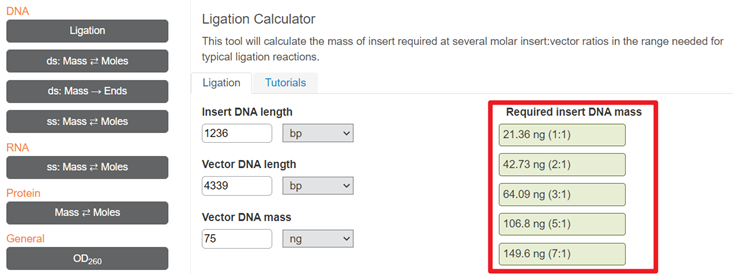 DNA
Ligation
ds: Mass ⇄ Moles
ds: Mass → Ends
ss: Mass ⇄ Moles
RNA
ss: Mass ⇄ Moles
Protein
Mass ⇄ Moles
General
OD260
Ligation Calculator
This tool will calculate the mass of insert required at several molar insert:vector ratios in the range needed for
typical ligation reactions.
Ligation Tutorials
Insert DNA length
1236 bp
Vector DNA length
4339 bp
Vector DNA mass
75 ng
Required insert DNA mass
21.36 ng (1:1)
42.73 ng (2:1)
64.09 ng (3:1)
106.8 ng (5:1)
149.6 ng (7:1)